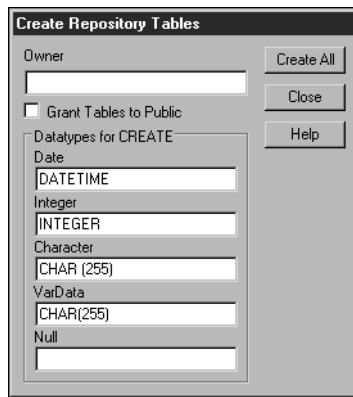 Create Repository Tables
Owner
Create All
Grant Tables to Public
Close
Datatypes for CREATE
Help
Date
DATETIME
Integer
INTEGER
Character
CHAR (255)
VarData
CHAR(255)
Null